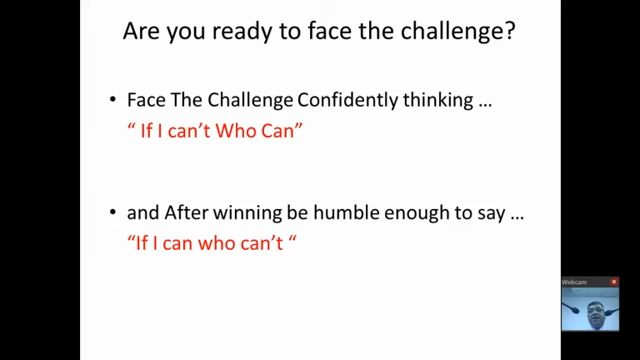 Are you ready to face the challenge?
• Face The Challenge Confidently thinking …
“ If I can’t Who Can”
• and After winning be humble enough to say …
“If I can who can’t “
Webcam